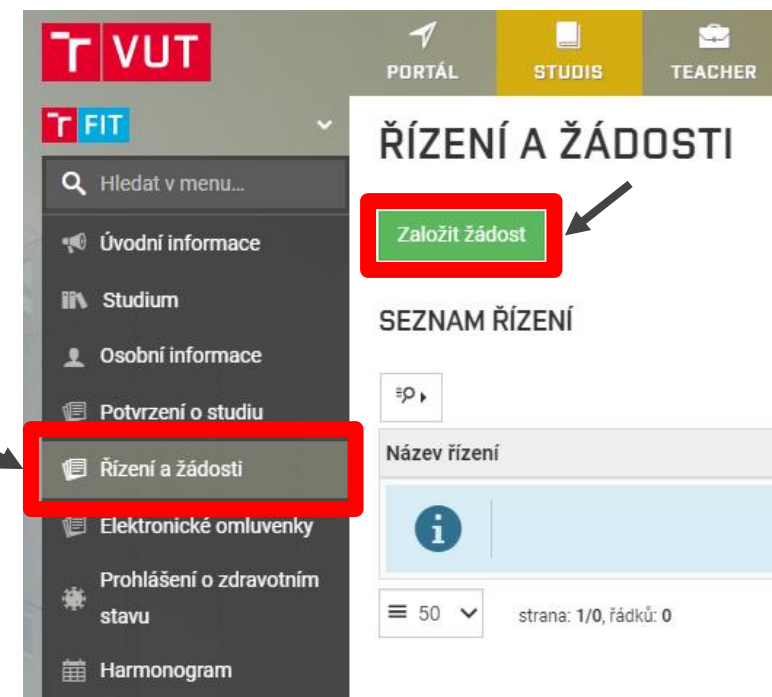 VUT
PORTÁL
STUDIS
TEACHER
FIT
Hledat v menu...
Úvodní informace
Studium
Osobní informace
Potvrzení o studiu
Řízení a žádosti
Elektronické omluvenky
Prohlášení o zdravotním
stavu
Harmonogram
ŘÍZENÍ A ŽÁDOSTI
Založit žádost
SEZNAM ŘÍZENÍ
Název řízení
50
strana: 1/0, řádků: 0